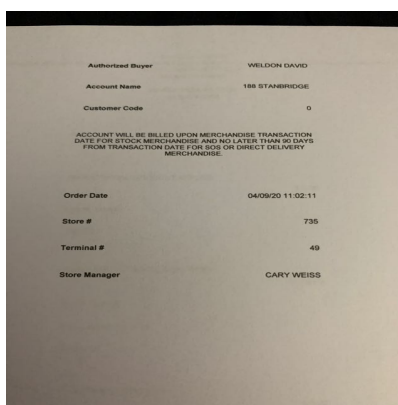 Authorized Buyer WELDON DAVID
Account Name 188 STANBRIDGE
Customer Code 0
ACCOUNT WILL BE BILLED UPON MERCHANDISE TRANSACTION
DATE FOR STOCK MERCHANDISE AND NO LATER THAN 90 DAYS
FROM TRANSACTION DATE FOR SOS OR DIRECT DELIVERY
MERCHANDISE.
Order Date 04/09/20 11:02:11
Store # 735
Terminal # 49
Store Manager CARY WEISS